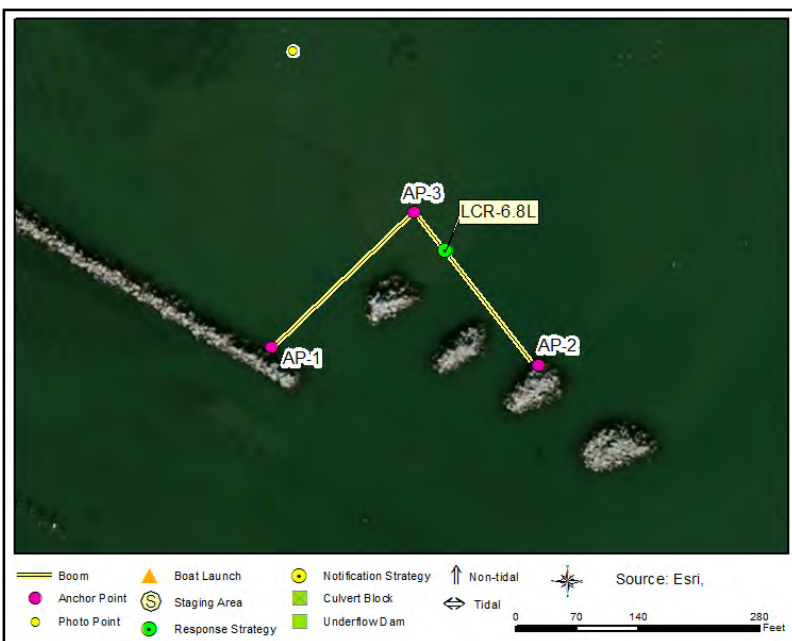 AP-3
LCR-6.8L
AP-1
AP-2
Boom
Boat Launch
Notification Strategy
Non-tidal
Source: Esri,
Anchor Point
S
Staging Area
Culvert Block
Tidal
Photo Point
Response Strategy
Underflow Dam
0 70 140 280
Feet